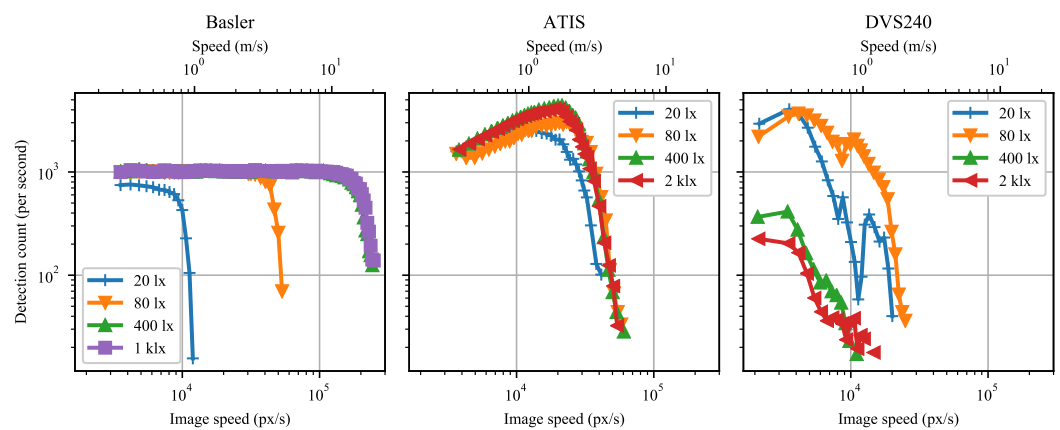 Basler
Speed (m/s)
10^0 10^1
10^3
10^2
Detection count (per second)
20 lx
80 lx
400 lx
1 klx
10^4 10^5
Image speed (px/s)
ATIS
Speed (m/s)
10^0 10^1
20 lx
80 lx
400 lx
2 klx
10^4 10^5
Image speed (px/s)
DVS240
Speed (m/s)
10^0 10^1
20 lx
80 lx
400 lx
2 klx
10^4 10^5
Image speed (px/s)